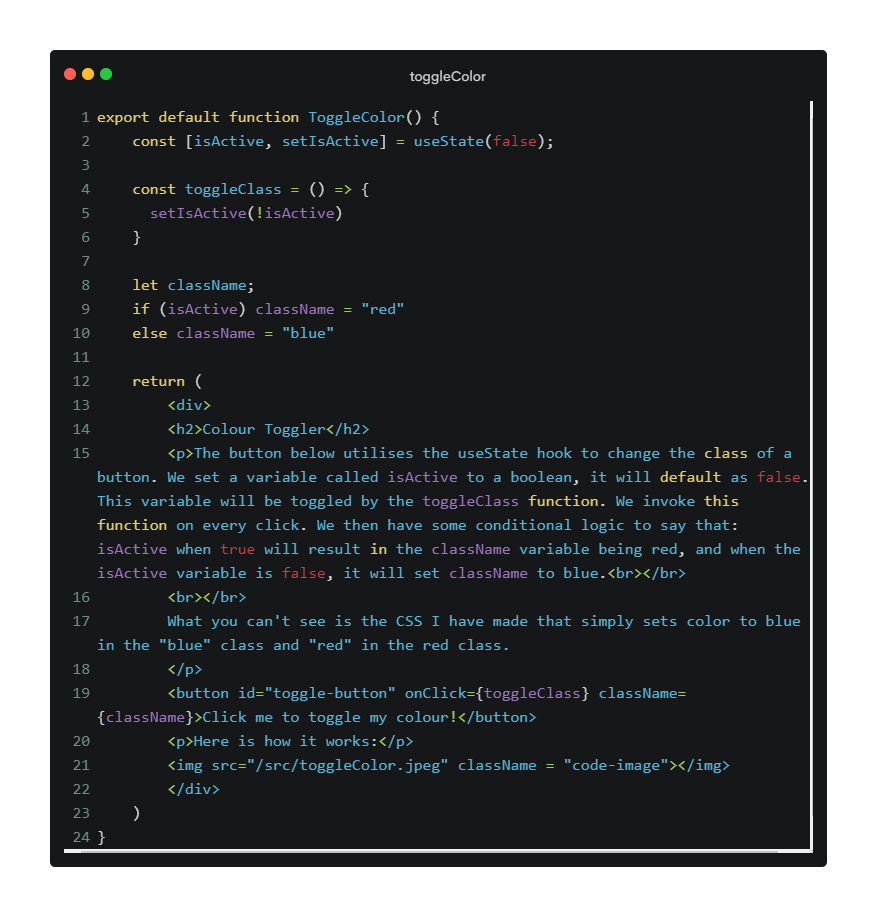 toggleColor
1 export default function ToggleColor() {
2     const [isActive, setIsActive] = useState(false);
3
4     const toggleClass = () => {
5       setIsActive(!isActive)
6     }
7
8     let className;
9     if (isActive) className = "red"
10     else className = "blue"
11
12     return (
13         <div>
14         <h2>Colour Toggler</h2>
15         <p>The button below utilises the useState hook to change the class of a
button. We set a variable called isActive to a boolean, it will default as false.
This variable will be toggled by the toggleClass function. We invoke this
function on every click. We then have some conditional logic to say that:
isActive when true will result in the className variable being red, and when the
isActive variable is false, it will set className to blue.<br></br>
16         <br></br>
17         What you can't see is the CSS I have made that simply sets color to blue
in the "blue" class and "red" in the red class.
18         </p>
19         <button id="toggle-button" onClick={toggleClass} className=
{className}>Click me to toggle my colour!</button>
20         <p>Here is how it works:</p>
21         <img src="/src/toggleColor.jpeg" className = "code-image"></img>
22         </div>
23     )
24 }